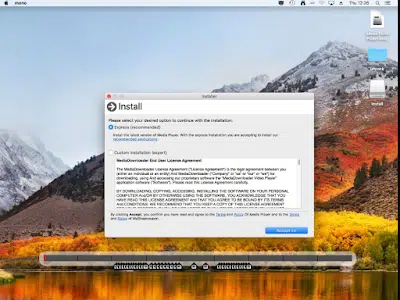 mono
Thu 12:35
Installer
Install
Please select your desired option to continue with the installation:
Express (recommended)
Install the latest version of Media Player. With the express installation you are accepting to install our
recommended extensions.
Custom installation (expert)
MediaDownloader End User License Agreement
The MediaDownloader License Agreement ("License Agreement") is the legal agreement between you
(either an individual or an entity) And MediaDownloader ("Company" or "us" or "our" or "we") for
downloading, using And accessing our proprietary software the "MediaDownloader Video Player"
application software ("Software"). Please read this License Agreement carefully.
BY DOWNLOADING, COPYING, ACCESSING, INSTALLING THE SOFTWARE ON YOUR PERSONAL
COMPUTER And/OR BY OTHERWISE USING THE SOFTWARE, YOU ACKNOWLEDGE THAT YOU
HAVE READ THIS LICENSE AGREEMENT And THAT YOU AGREE TO BE BOUND BY ITS TERMS
And CONDITIONS. WE RECOMMEND THAT YOU KEEP A COPY OF THIS LICENSE AGREEMENT
By clicking Accept, you confirm you have read and agree to the Terms and Policy Of Media Player and to the Terms
and Policy Of
Install